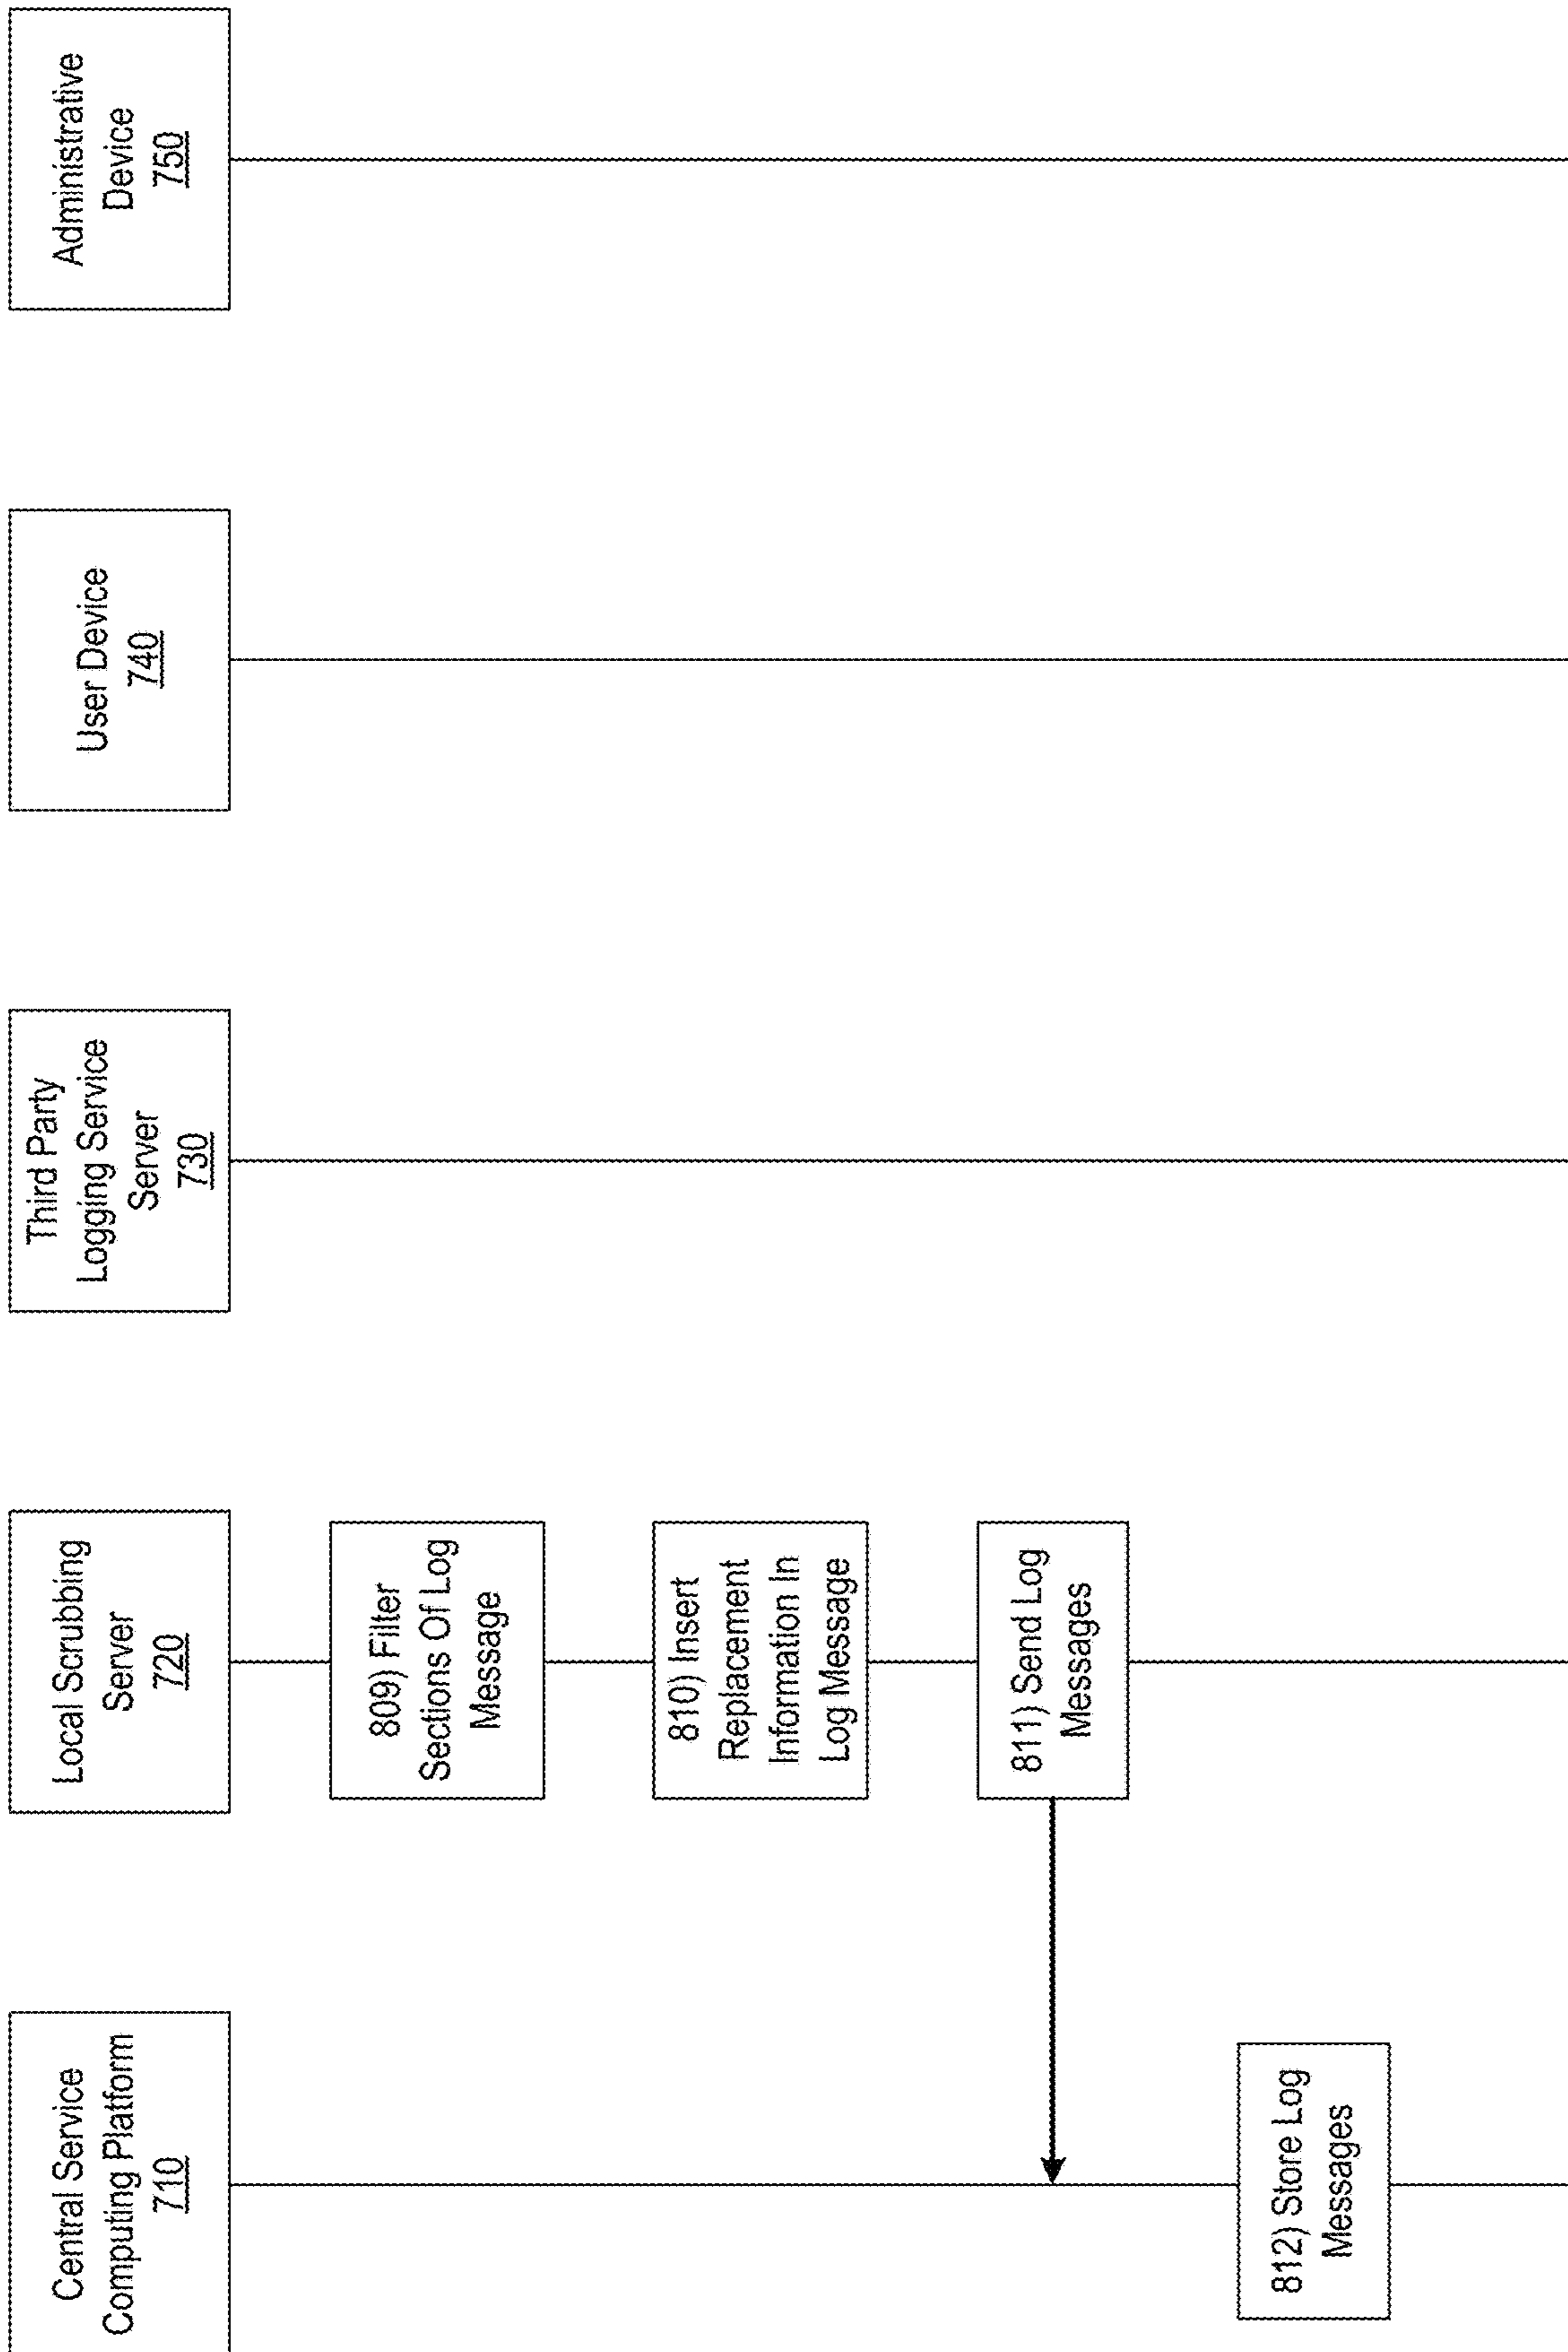 Central Service
Computing Platform
710
Local Scrubbing
Server
720
Third Party
Logging Service
Server
730
User Device
740
Administrative
Device
750
809) Filter
Sections Of Log
Message
810) Insert
Replacement
Information In
Log Message
811) Send Log
Messages
812) Store Log
Messages